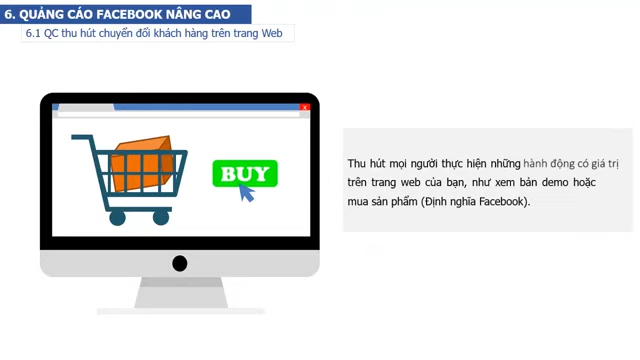 6. QUẢNG CÁO FACEBOOK NÂNG CAO
6.1 QC thu hút chuyển đổi khách hàng trên trang Web
X
BUY
Thu hút mọi người thực hiện những hành động có giá trị
trên trang web của bạn, như xem bản demo hoặc
mua sản phẩm (Định nghĩa Facebook).